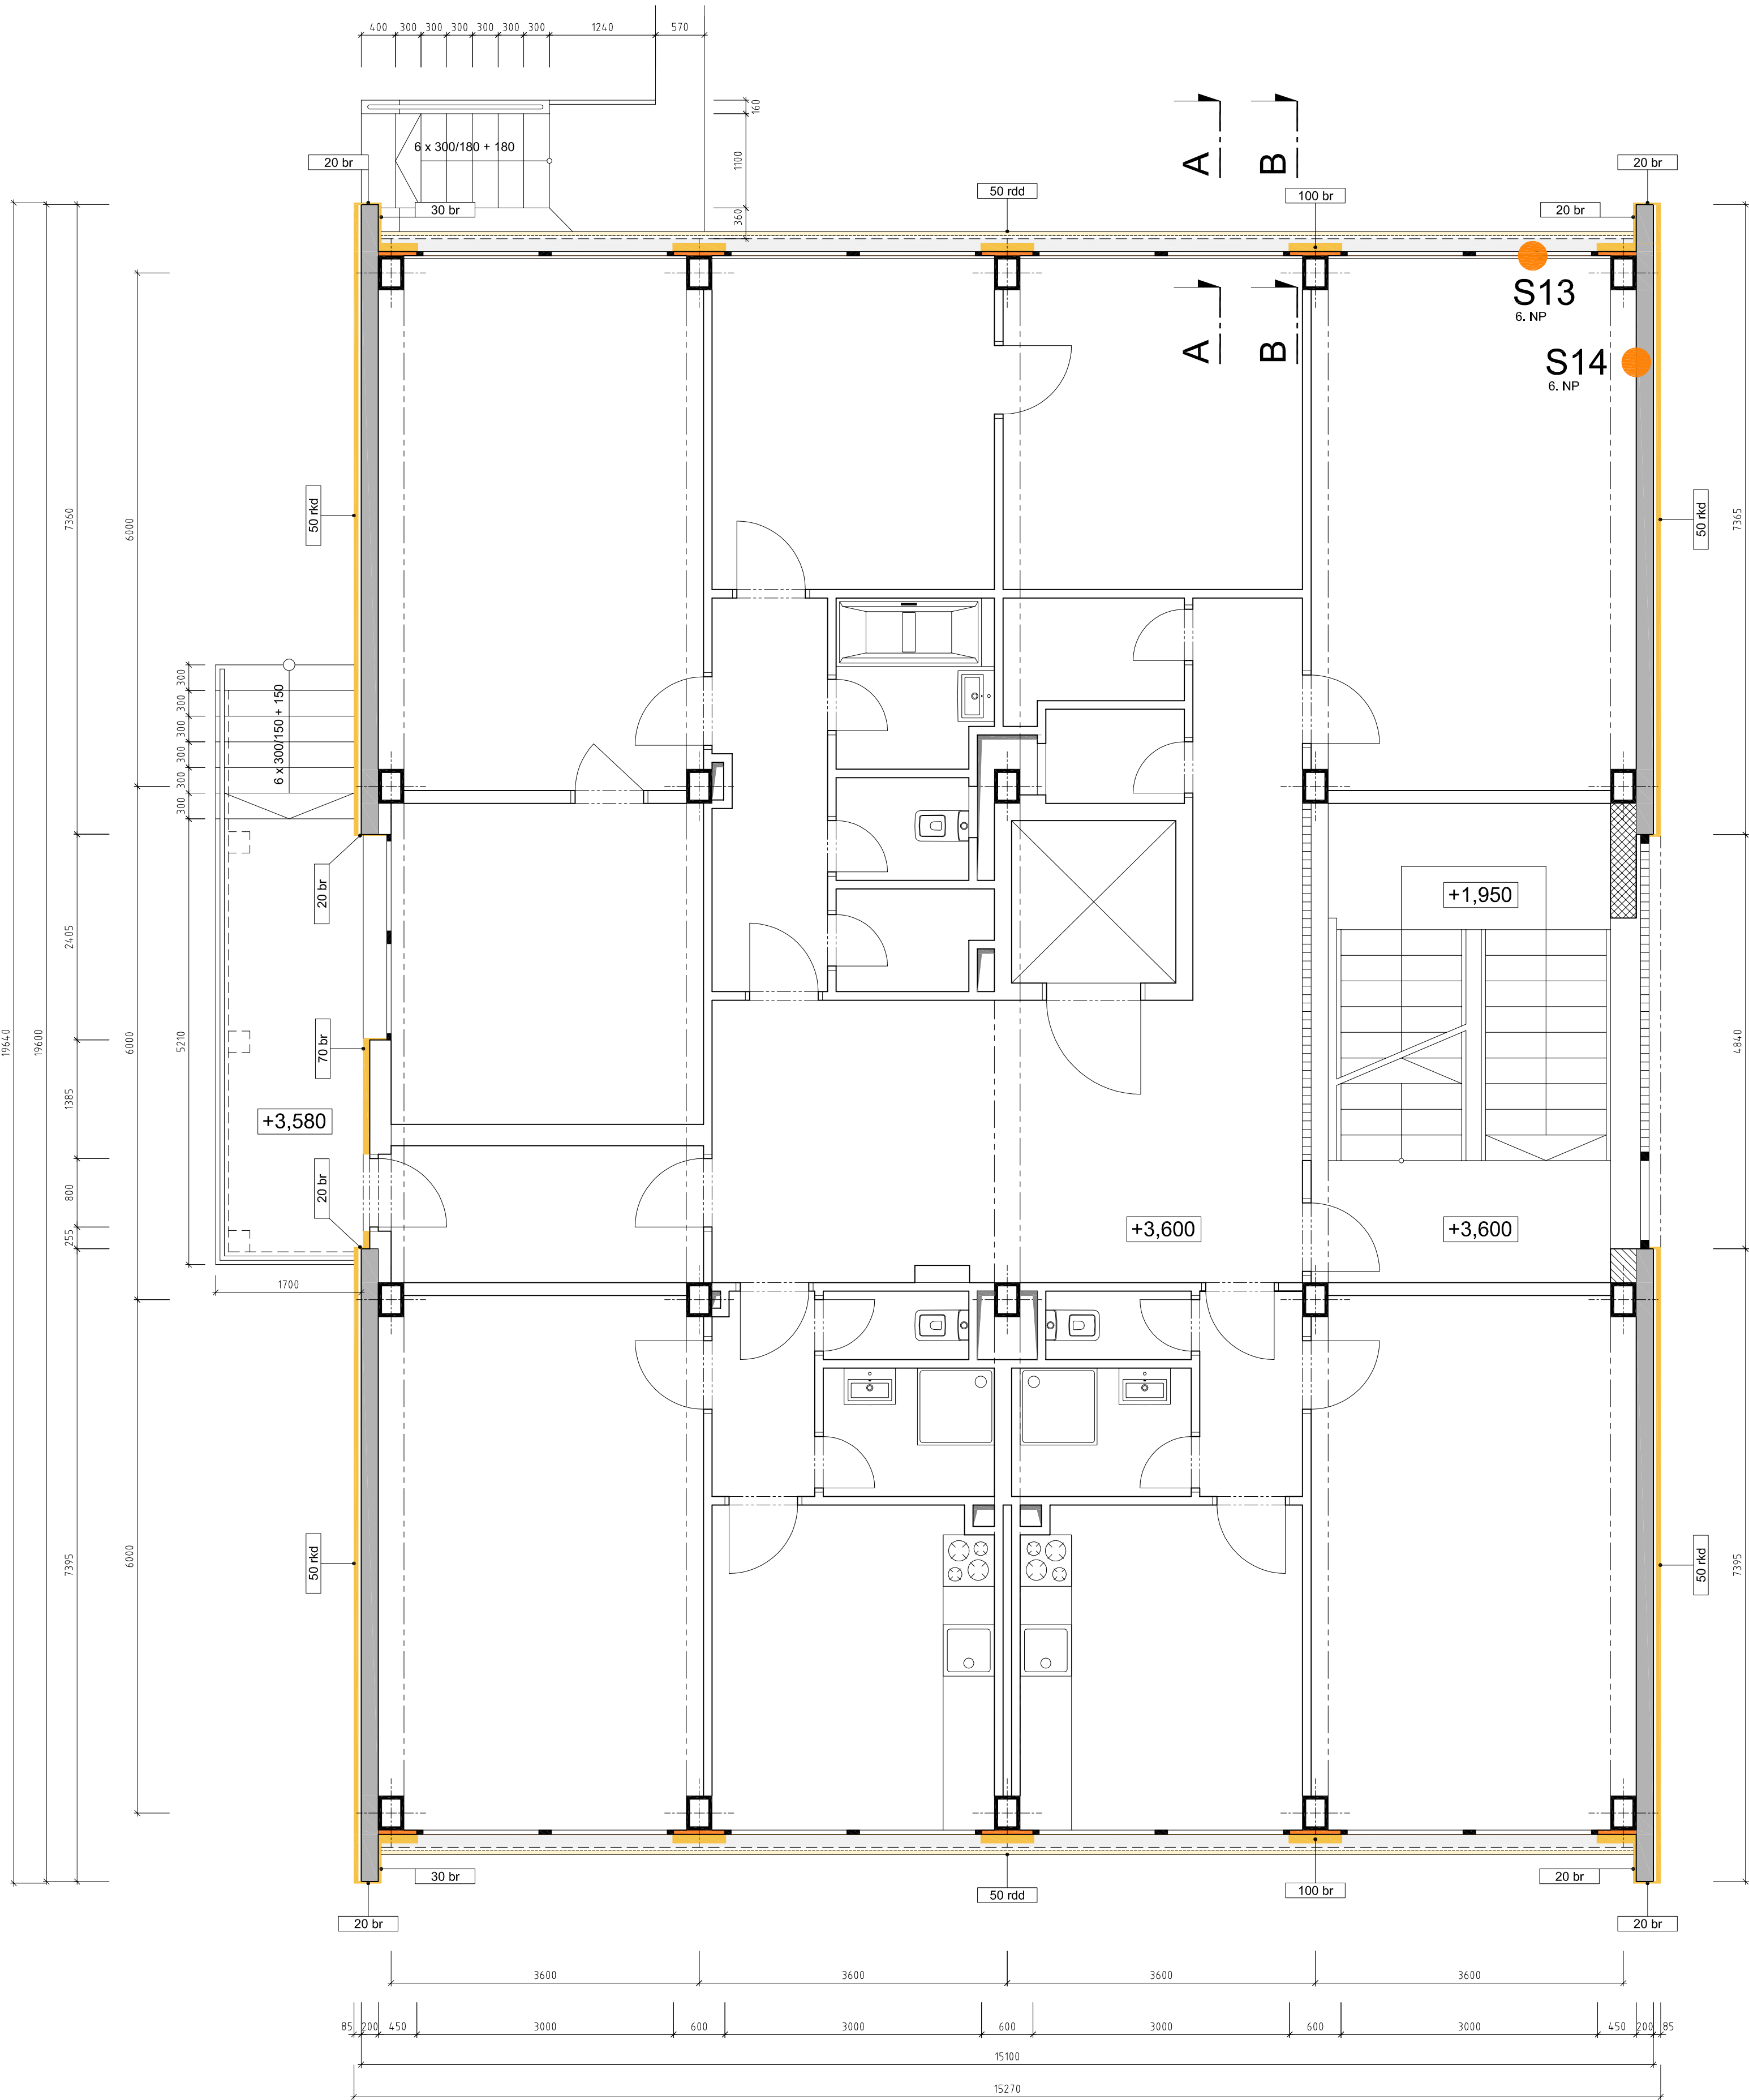 400 300 300 300 300 300 300 1240 570
160
1100
360
6 x 300/180 + 180
20 br
30 br
50 rdd
100 br
20 br
20 br
A
B
A
B
S13
6. NP
S14
6. NP
19640
19600
7360
2405
1385
800
255
7395
6000
6000
6000
300
300
300
300
300
300
5210
6 x 300/150 + 150
50 rkd
20 br
70 br
+3,580
20 br
1700
50 rkd
+1,950
+3,600
+3,600
50 rkd
50 rkd
7365
4840
7395
30 br
20 br
50 rdd
100 br
20 br
20 br
3600 3600 3600 3600
85 200 450 3000 600 3000 600 3000 600 3000 450 200 85
15100
15270